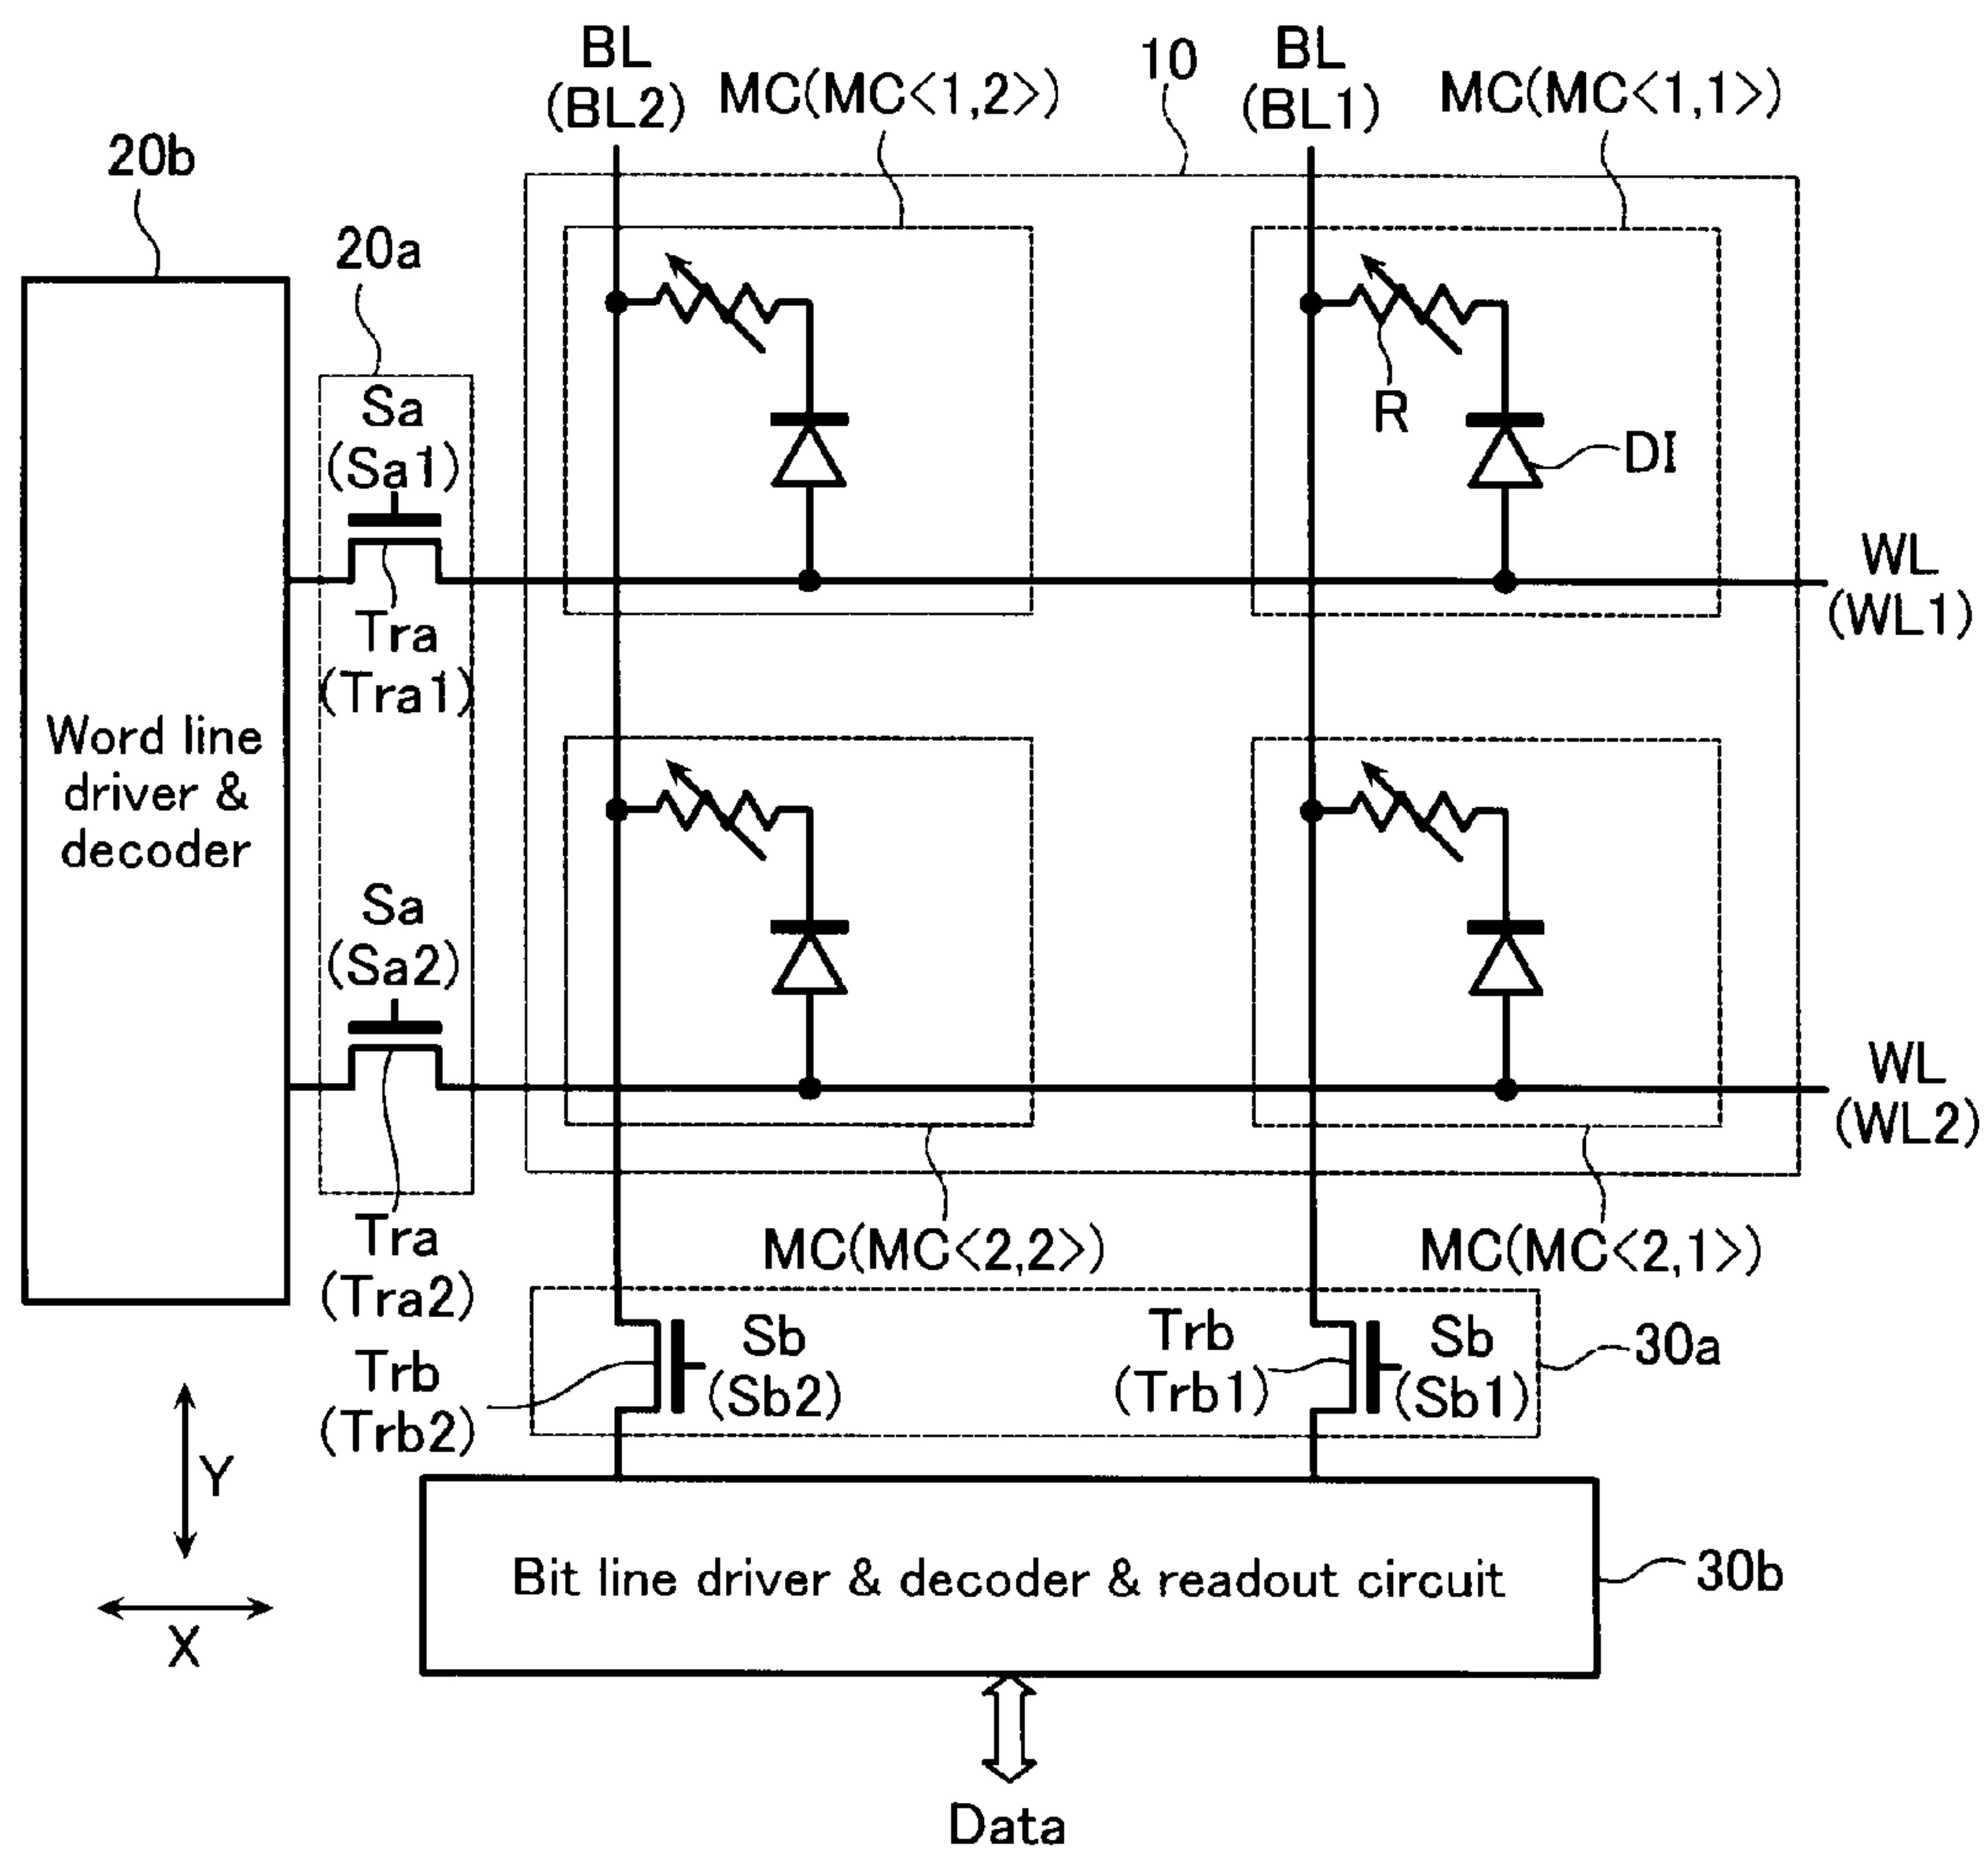 BL
(BL2)
MC(MC<1,2>)
10
BL
(BL1)
MC(MC<1,1>)
20b
20a
Sa
(Sa1)
R
DI
Tra
(Tra1)
WL
(WL1)
Word line
driver &
decoder
Sa
(Sa2)
WL
(WL2)
Tra
(Tra2)
MC(MC<2,2>)
MC(MC<2,1>)
Trb
(Trb2)
Sb
(Sb2)
Trb
(Trb1)
Sb
(Sb1)
30a
Y
X
Bit line driver & decoder & readout circuit
30b
Data